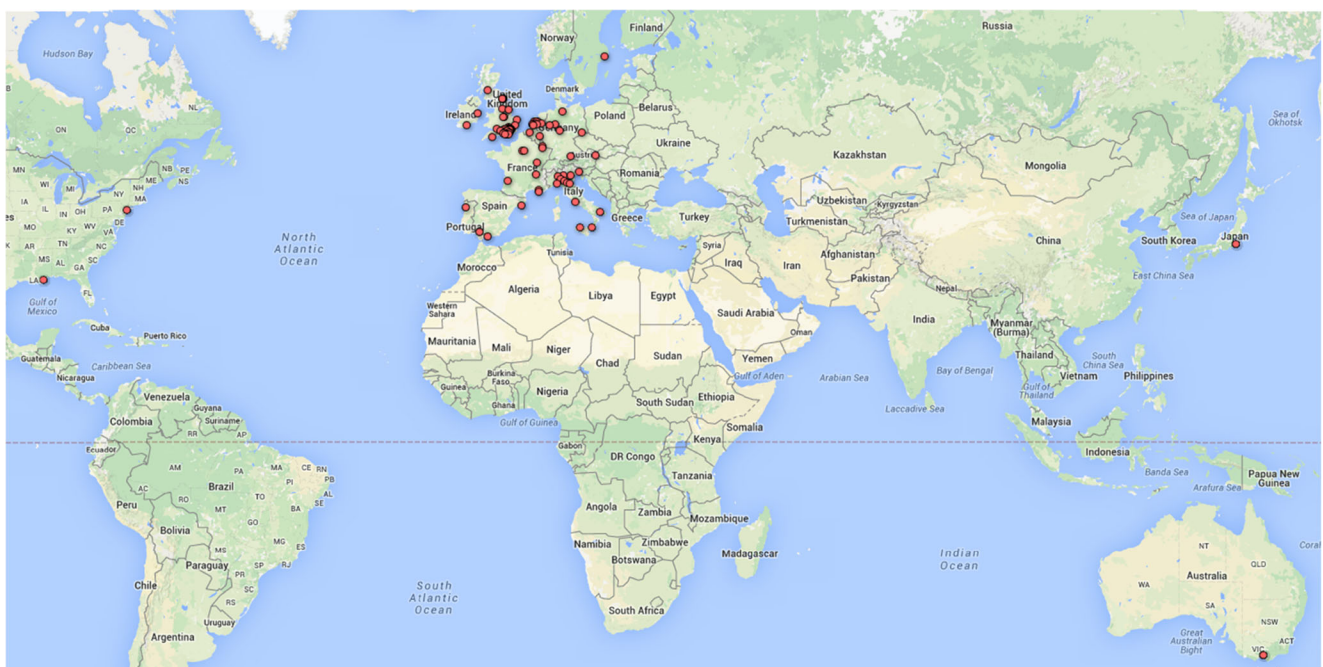 Hudson Bay
Norway
Finland
Russia
NL
Denmark
United
Kingdom
Ireland
Poland
Belarus
Sea of
Okhotsk
ON
QC
Ukraine
Kazakhstan
Mongolia
France
Romania
MN
NB
PE
NS
ME
WI
MI
NH
NY
MA
IA
IL
IN
OH
PA
DE
Italy
Uzbekistan
Kyrgyzstan
Turkmenistan
Spain
Portugal
Greece
Turkey
Sea of Japan
Japan
South Korea
China
MO
KY
WV
VA
TN
NC
AR
SC
MS
AL
GA
LA
FL
North
Atlantic
Ocean
Tunisia
Morocco
Syria
Iraq
Iran
Afghanistan
Pakistan
Nepal
East China Sea
Gulf of
Mexico
Algeria
Libya
Egypt
Western
Sahara
Saudi Arabia
Oman
India
Myanmar
(Burma)
Cuba
Puerto Rico
Mauritania
Mali
Niger
Chad
Sudan
Yemen
Gulf of Aden
Arabian Sea
Bay of Bengal
Thailand
South
China Sea
Guatemala
Caribbean Sea
Nicaragua
Guinea
Burkina
Faso
Ghana
Nigeria
South Sudan
Ethiopia
Laccadive Sea
Gulf of
Thailand
Vietnam
Philippines
Venezuela
Guyana
Suriname
Colombia
Gulf of Guinea
Somalia
Malaysia
RR
AP
Ecuador
Gabon
DR Congo
Kenya
Indonesia
AM
PA
MA
CE
RN
PB
AL
SE
PI
Tanzania
Banda Sea
Arafura Sea
Papua New
Guinea
AC
RO
Brazil
TO
BA
MT
Peru
Angola
Zambia
Mozambique
Bolivia
GO
MG
ES
MS
SP
RJ
Paraguay
PR
SC
RS
Namibia
Zimbabwe
Botswana
Madagascar
Indian
Ocean
NT
QLD
WA
Australia
SA
NSW
ACT
VIC
Chile
Uruguay
Argentina
South
Atlantic
Ocean
South Africa
Great
Australian
Bight